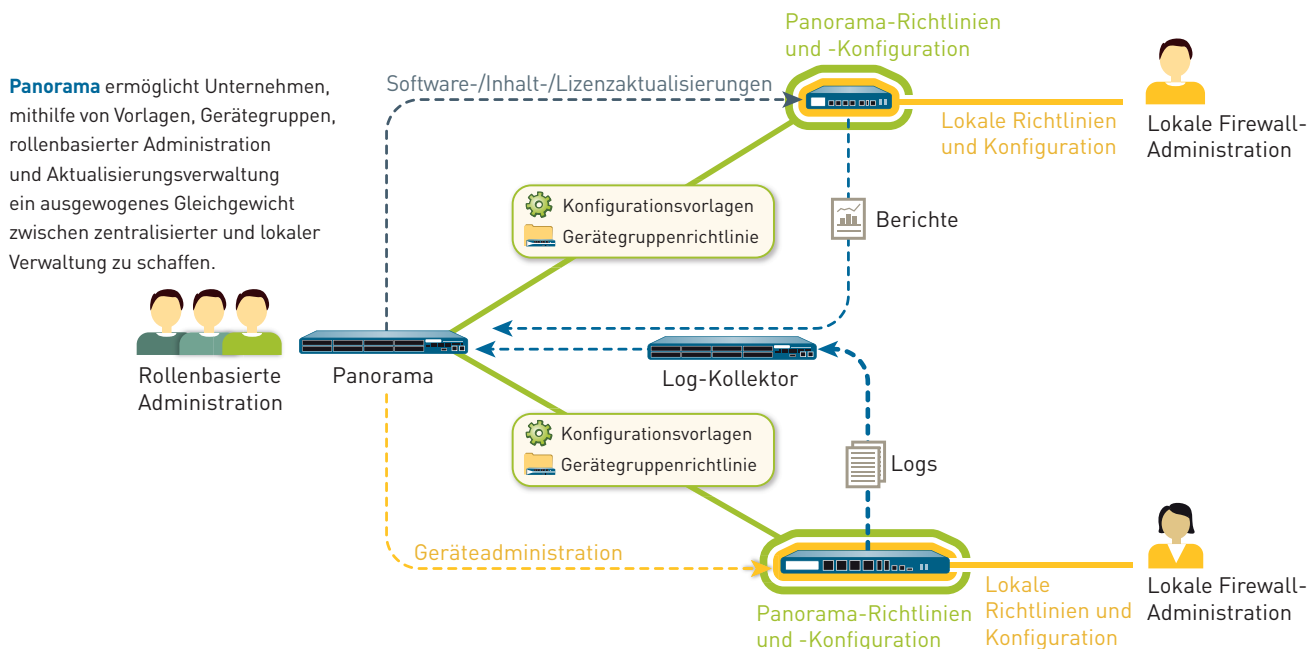 Panorama-Richtlinien
und -Konfiguration
Panorama ermöglicht Unternehmen,
mithilfe von Vorlagen, Gerätegruppen,
rollenbasierter Administration
und Aktualisierungsverwaltung
ein ausgewogenes Gleichgewicht
zwischen zentralisierter und lokaler
Verwaltung zu schaffen.
Software-/Inhalt-/Lizenzaktualisierungen
Lokale Richtlinien
und Konfiguration
Lokale Firewall-
Administration
Konfigurationsvorlagen
Gerätegruppenrichtlinie
Berichte
Rollenbasierte
Administration
Panorama
Log-Kollektor
Konfigurationsvorlagen
Gerätegruppenrichtlinie
Logs
Geräteadministration
Panorama-Richtlinien
und -Konfiguration
Lokale
Richtlinien und
Konfiguration
Lokale Firewall-
Administration